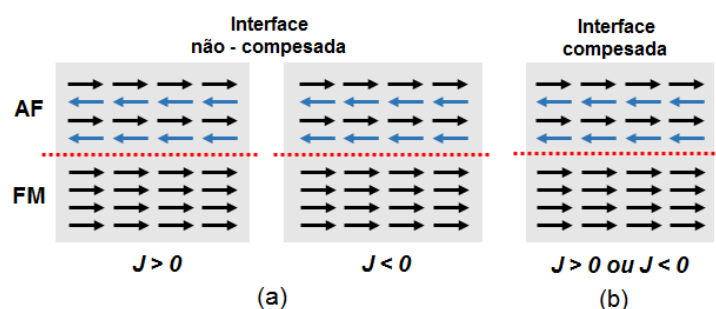 Interface
não - compesada
Interface
compesada
AF
FM
J > 0
J < 0
J > 0 ou J < 0
(a)
(b)